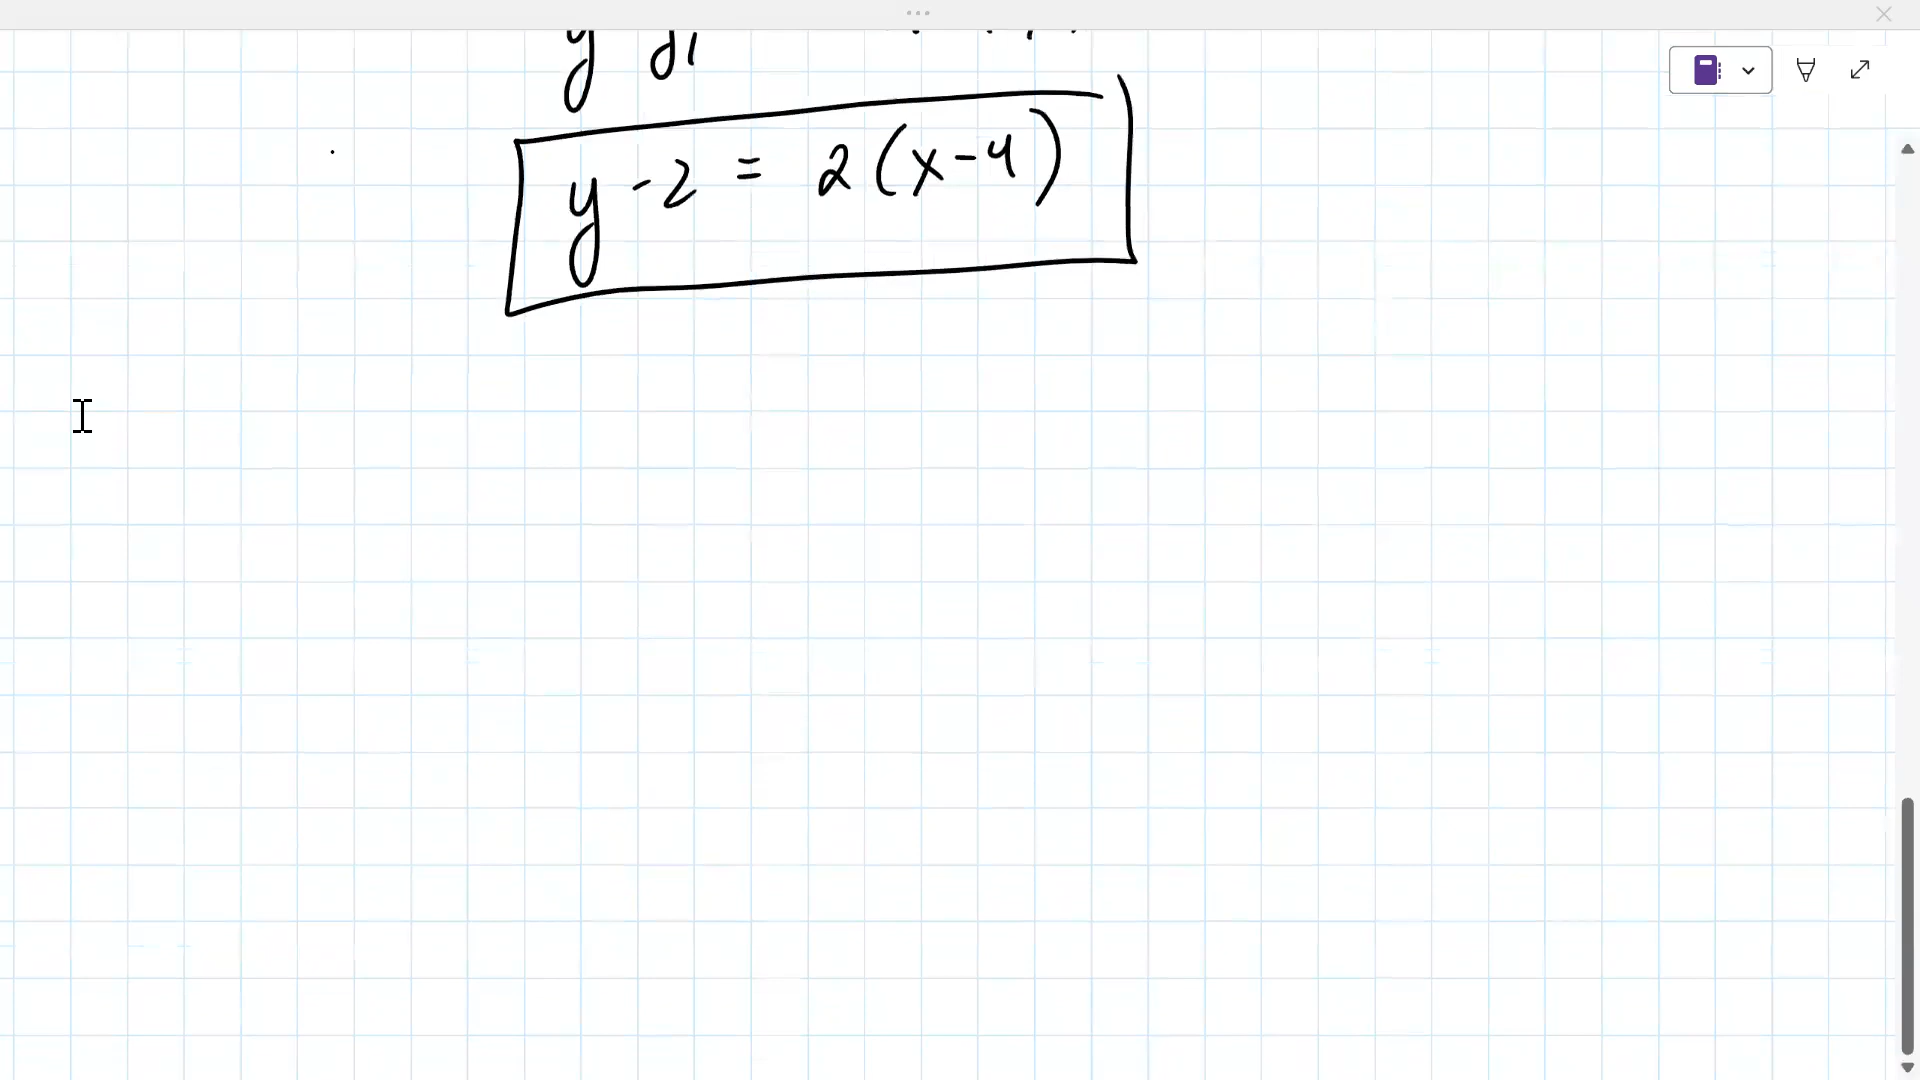 y - 2 = 2(x-4)